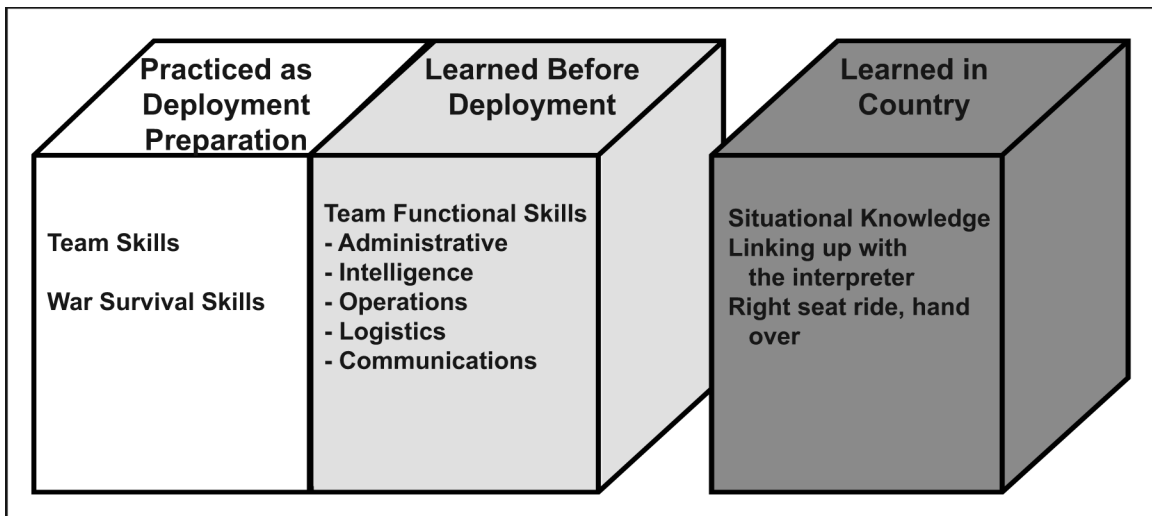 Practiced as
Deployment
Preparation
Team Skills
War Survival Skills
Learned Before
Deployment
Team Functional Skills
- Administrative
- Intelligence
- Operations
- Logistics
- Communications
Learned in
Country
Situational Knowledge
Linking up with
the interpreter
Right seat ride, hand
over